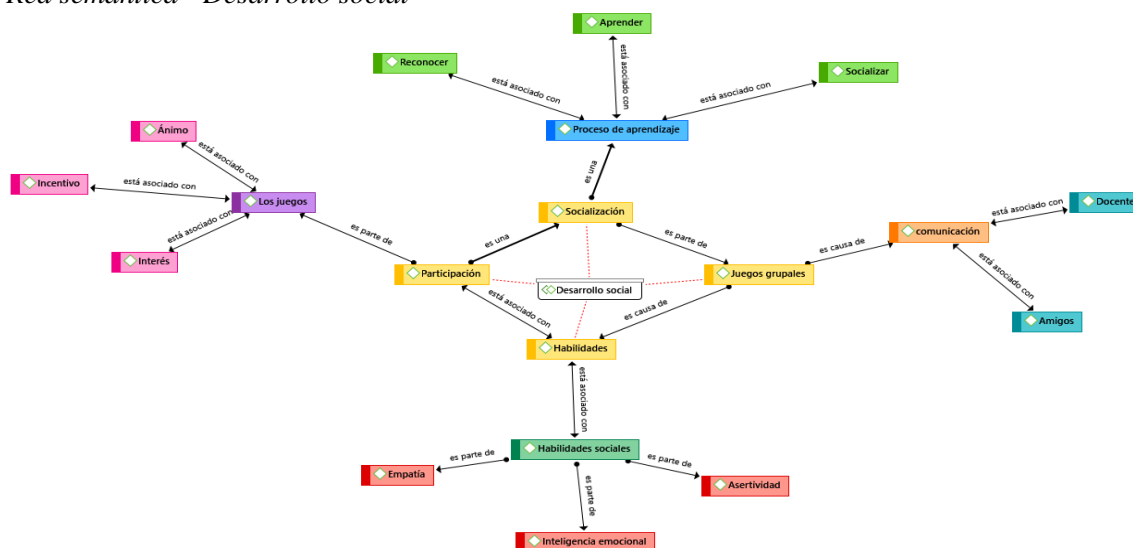 Red semántica - Desarrollo social
Aprender
Reconocer
está asociado con
Socializar
está asociado con
está asociado con
Proceso de aprendizaje
Ánimo
está asociado con
es una
Incentivo
está asociado con
Los juegos
Docente
está asociado con
Socialización
comunicación
está asociado con
es parte de
es una
es parte de
es causa de
Interés
Participación
Juegos grupales
está asociado con
Desarrollo social
está asociado con
es causa de
Amigos
Habilidades
está asociado con
Habilidades sociales
es parte de
es parte de
Empatía
Asertividad
es parte de
Inteligencia emocional